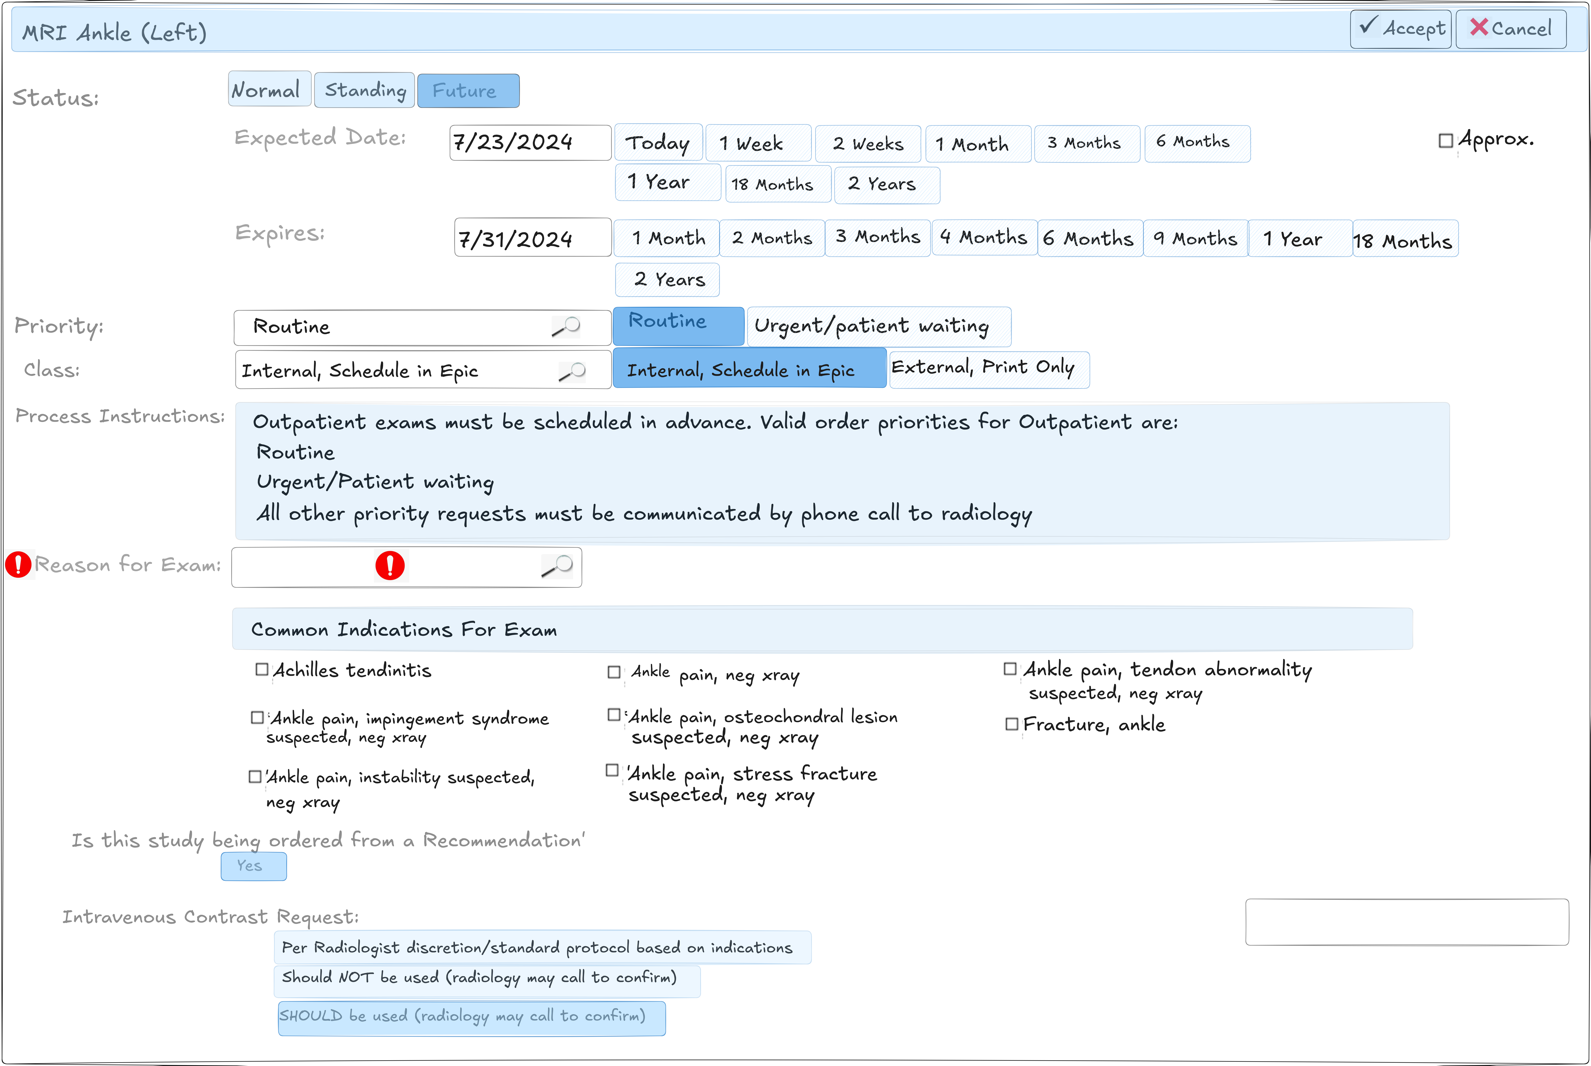 MRI Ankle (Left) Accept Cancel
Status: Normal Standing Future
Expected Date: 7/23/2024 Today 1 Week 2 Weeks 1 Month 3 Months 6 Months Approx.
1 Year 18 Months 2 Years
Expires: 7/31/2024 1 Month 2 Months 3 Months 4 Months 6 Months 9 Months 1 Year 18 Months
2 Years
Priority: Routine Routine Urgent/patient waiting
Class: Internal, Schedule in Epic Internal, Schedule in Epic External, Print Only
Process Instructions: Outpatient exams must be scheduled in advance. Valid order priorities for Outpatient are:
Routine
Urgent/Patient waiting
All other priority requests must be communicated by phone call to radiology
Reason for Exam:
Common Indications For Exam
Achilles tendinitis
Ankle pain, neg xray
Ankle pain, tendon abnormality
suspected, neg xray
'Ankle pain, impingement syndrome
suspected, neg xray
'Ankle pain, osteochondral lesion
suspected, neg xray
Fracture, ankle
'Ankle pain, instability suspected,
neg xray
'Ankle pain, stress fracture
suspected, neg xray
Is this study being ordered from a Recommendation'
Yes
Intravenous Contrast Request:
Per Radiologist discretion/standard protocol based on indications
Should NOT be used (radiology may call to confirm)
SHOULD be used (radiology may call to confirm)